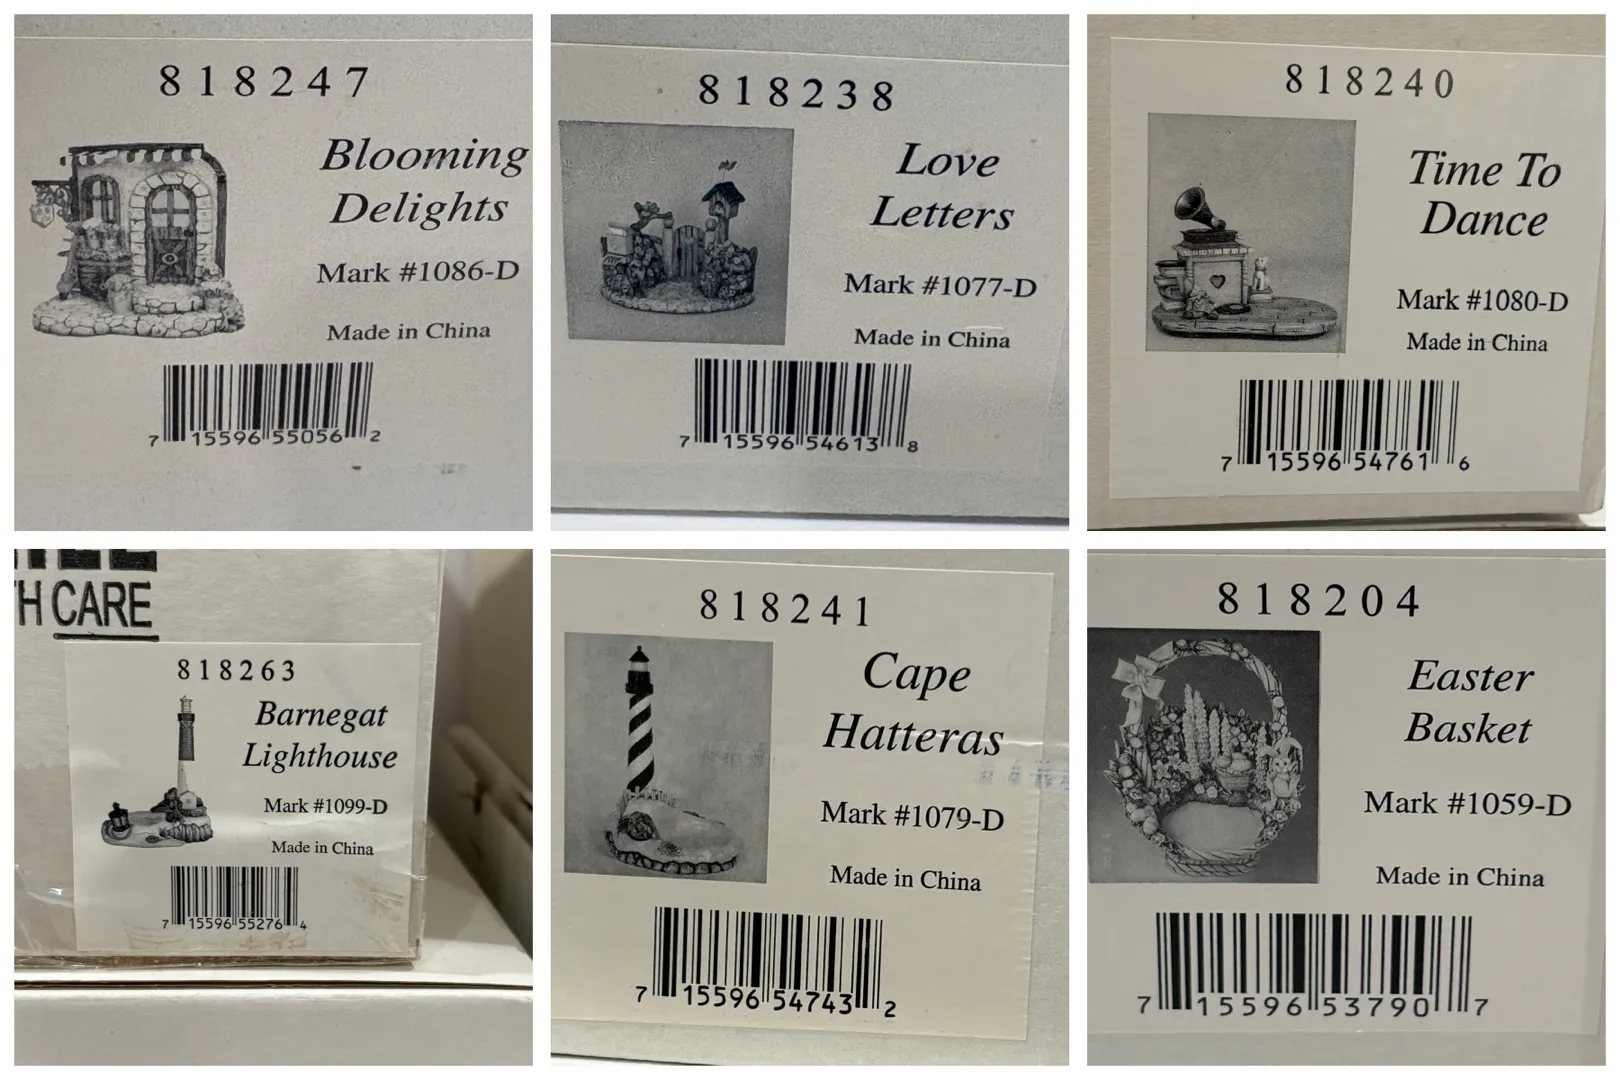 818247
Blooming
Delights
Mark #1086-D
Made in China
7 15596 55056 2
818238
Love
Letters
Mark #1077-D
Made in China
7 15596 54613 8
818240
Time To
Dance
Mark #1080-D
Made in China
7 15596 54761 6
H CARE
818263
Barnegat
Lighthouse
Mark #1099-D
Made in China
7 15596 55276 4
818241
Cape
Hatteras
Mark #1079-D
Made in China
7 15596 54743 2
818204
Easter
Basket
Mark #1059-D
Made in China
7 15596 53790 7